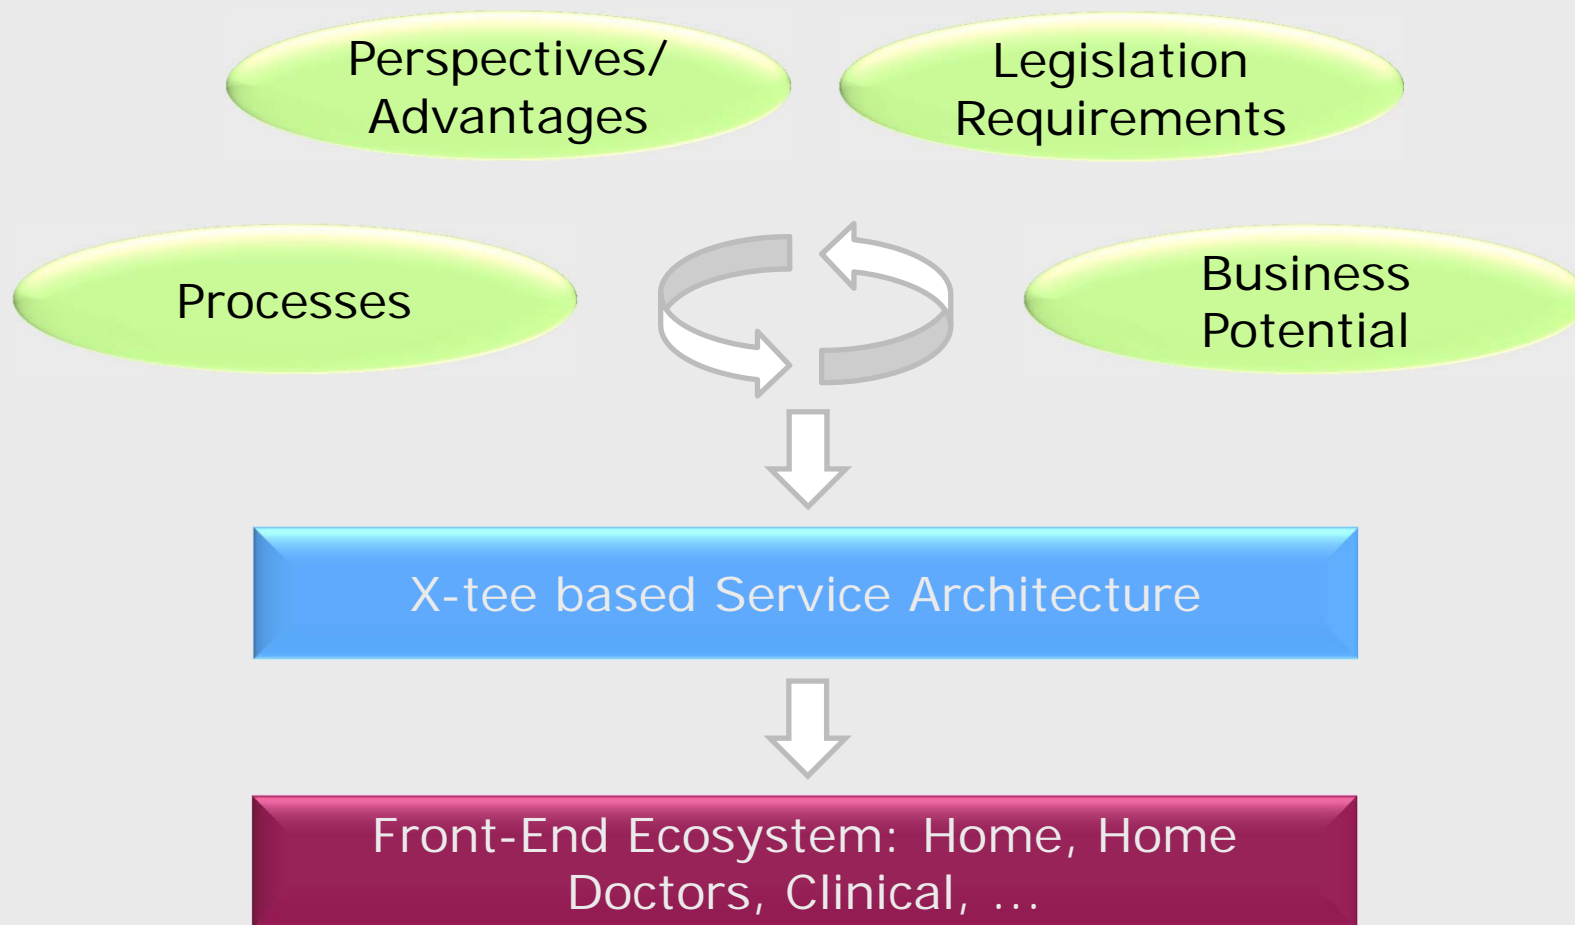 Perspectives/
Advantages
Legislation
Requirements
Processes
Business
Potential
X-tee based Service Architecture
Front-End Ecosystem: Home, Home
Doctors, Clinical, ...